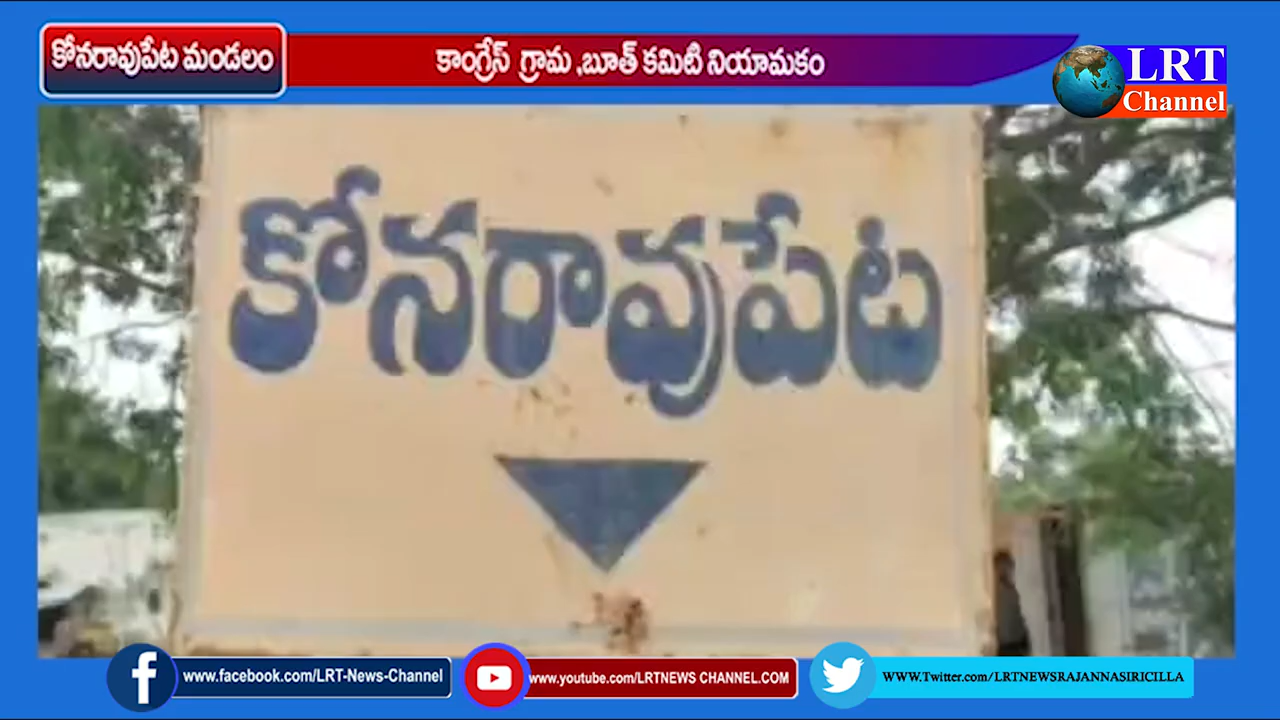 కోనరావుపేట మండలం
కాంగ్రేస్ గ్రామ ,బూత్ కమిటి నియామకం
LRT
Channel
కోనరావుపేట
www.facebook.com/LRT-News-Channel
www.youtube.com/LRTNEWS CHANNEL.COM
WWW.Twitter.com/LRTNEWSRAJANNASIRICILLA